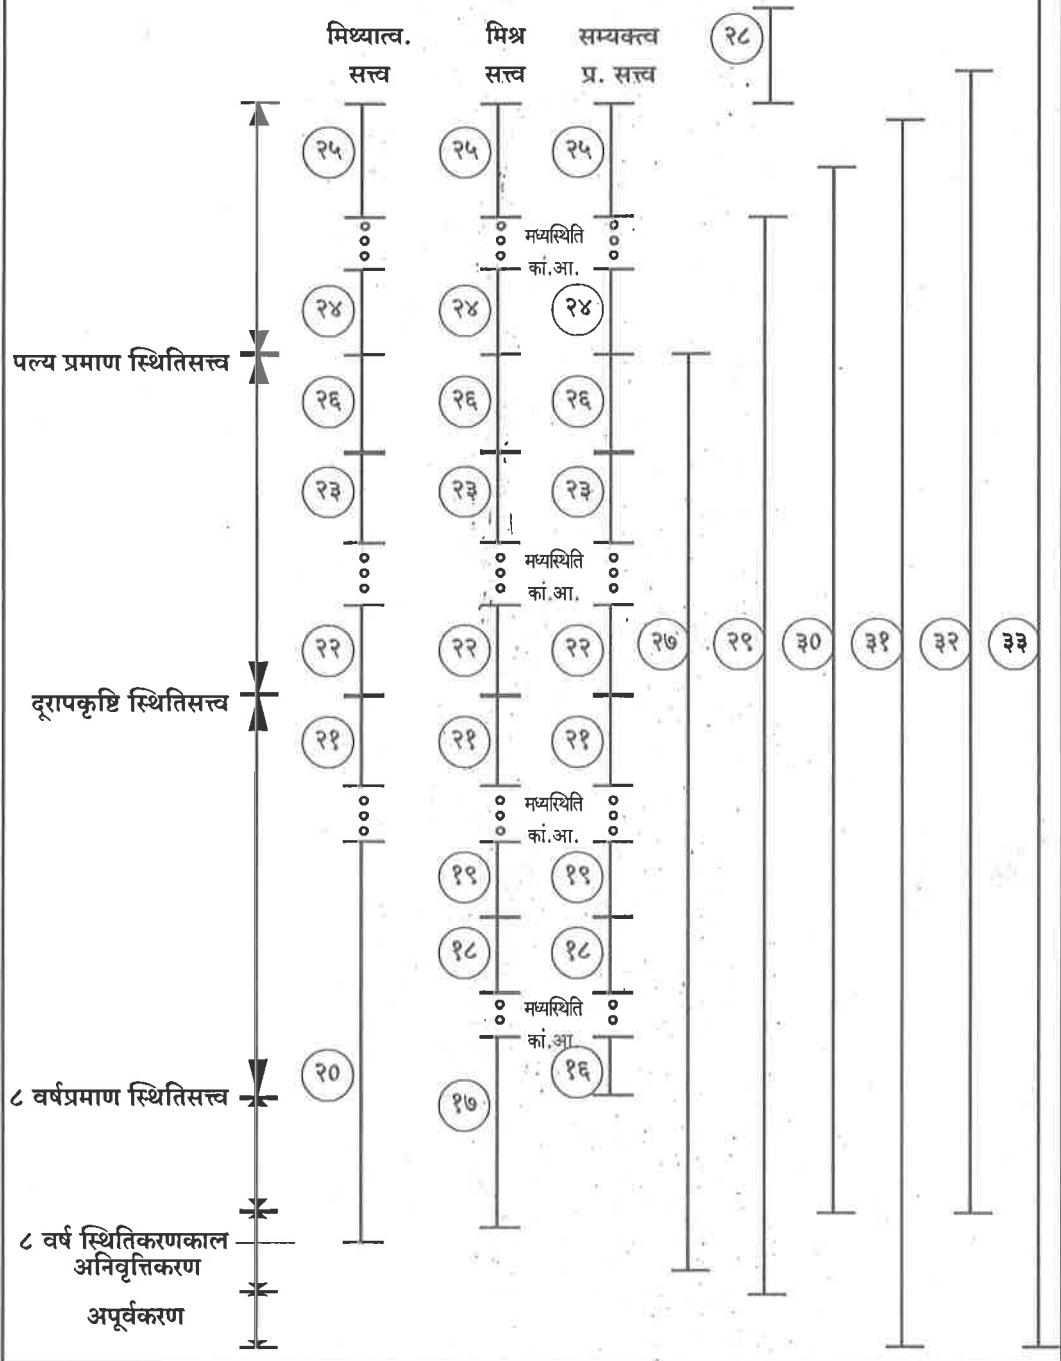 मिथ्यात्व. मिश्र सम्यक्त्व २८
सत्त्व सत्त्व प्र. सत्त्व
२५ २५ २५
मध्यस्थिति
कां.आ.
२४ २४ २४
पल्य प्रमाण स्थितिसत्त्व
२६ २६ २६
२३ २३ २३
मध्यस्थिति
कां.आ.
२२ २२ २२ २७ २९ ३० ३१ ३२ ३३
दूरापकृष्टि स्थितिसत्त्व
२१ २१ २१
मध्यस्थिति
कां.आ.
१९ १९
१८ १८
मध्यस्थिति
कां.आ.
२० १६
८ वर्षप्रमाण स्थितिसत्त्व १७
८ वर्ष स्थितिकरणकाल
अनिवृत्तिकरण
अपूर्वकरण